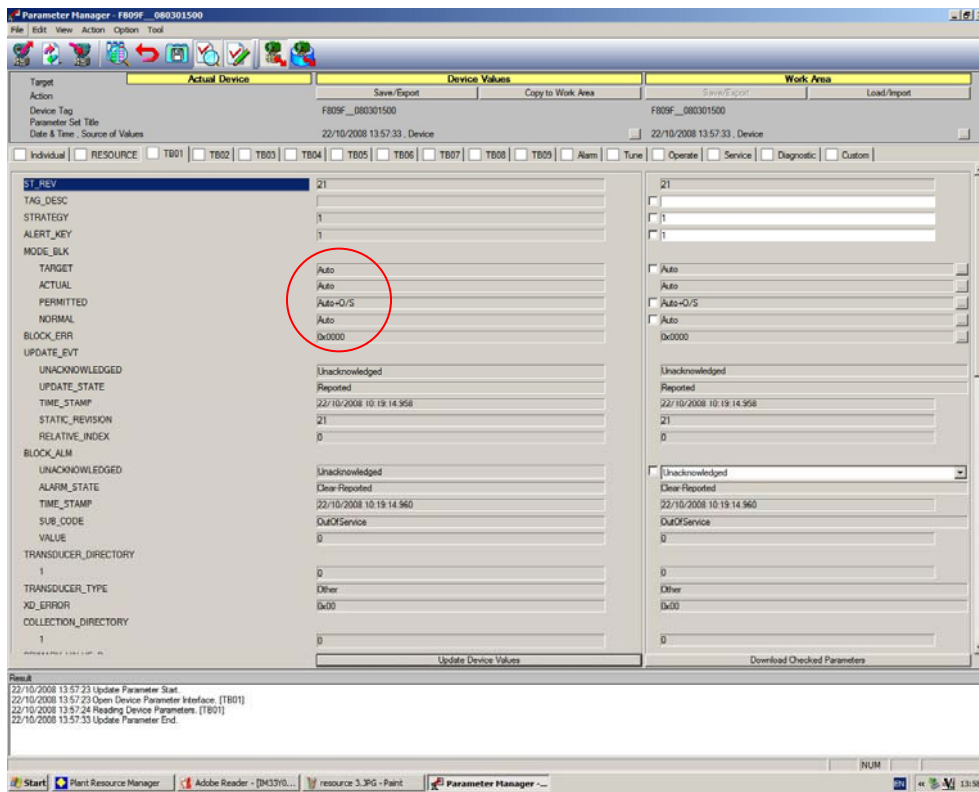 Parameter Manager - F809F__080301500
File Edit View Action Option Tool
Target Actual Device Device Values Work Area
Action Save/Export Copy to Work Area Save/Export Load/Import
Device Tag F809F__080301500 F809F__080301500
Parameter Set Title
Date & Time , Source of Values 22/10/2008 13:57:33 , Device ... 22/10/2008 13:57:33 , Device ...
Individual RESOURCE TB01 TB02 TB03 TB04 TB05 TB06 TB07 TB08 TB09 Alarm Tune Operate Service Diagnostic Custom
ST_REV 21 21
TAG_DESC
STRATEGY 1 1
ALERT_KEY 1 1
MODE_BLK
TARGET Auto Auto ...
ACTUAL Auto Auto ...
PERMITTED Auto+O/S Auto+O/S ...
NORMAL Auto Auto ...
BLOCK_ERR 0x0000 0x0000 ...
UPDATE_EVT
UNACKNOWLEDGED Unacknowledged Unacknowledged
UPDATE_STATE Reported Reported
TIME_STAMP 22/10/2008 10:19:14.958 22/10/2008 10:19:14.958
STATIC_REVISION 21 21
RELATIVE_INDEX 0 0
BLOCK_ALM
UNACKNOWLEDGED Unacknowledged Unacknowledged
ALARM_STATE Clear-Reported Clear-Reported
TIME_STAMP 22/10/2008 10:19:14.960 22/10/2008 10:19:14.960
SUB_CODE OutOfService OutOfService
VALUE 0 0
TRANSDUCER_DIRECTORY
1 0 0
TRANSDUCER_TYPE Other Other
XD_ERROR 0x00 0x00
COLLECTION_DIRECTORY
1 0 0
Update Device Values Download Checked Parameters
Result
22/10/2008 13:57:23 Update Parameter Start.
22/10/2008 13:57:23 Open Device Parameter Interface. [TB01]
22/10/2008 13:57:24 Reading Device Parameters. [TB01]
22/10/2008 13:57:33 Update Parameter End.
NUM
Start Plant Resource Manager Adobe Reader - [IM33Y0... resource 3.JPG - Paint Parameter Manager -... EN 13:58